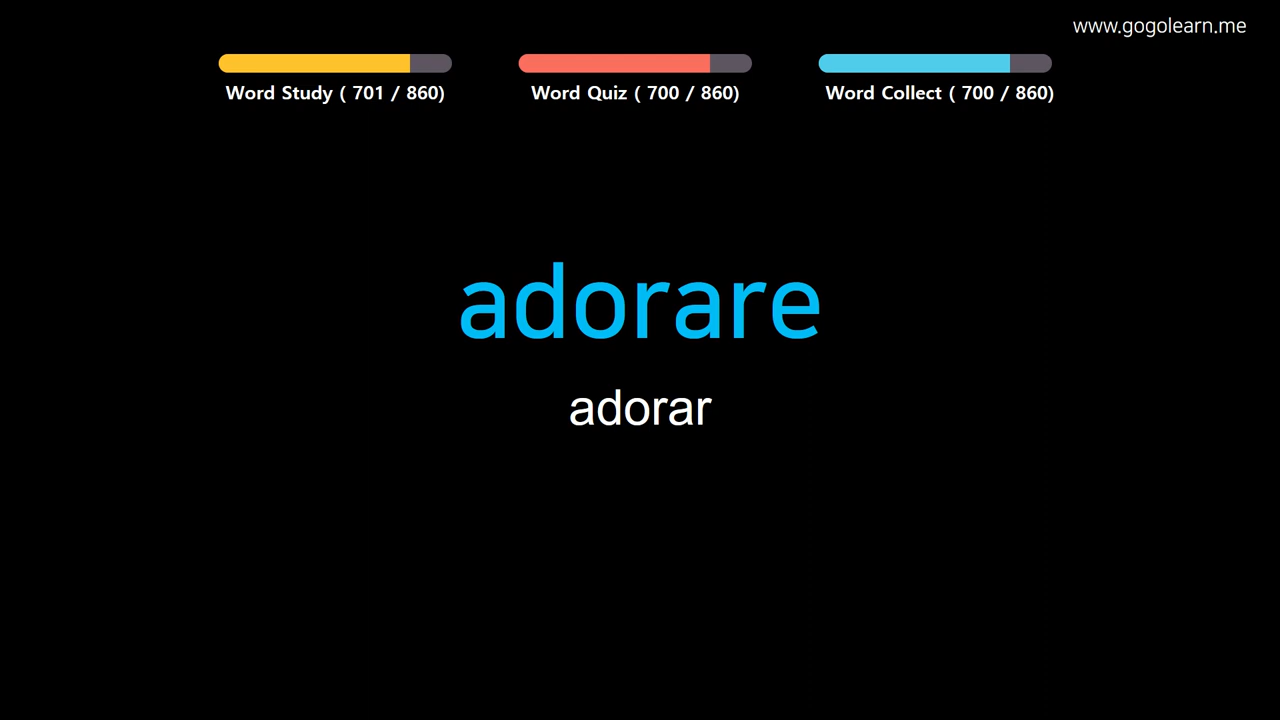 www.gogolearn.me
Word Study ( 701 / 860)
Word Quiz ( 700 / 860)
Word Collect ( 700 / 860)
adorare
adorar